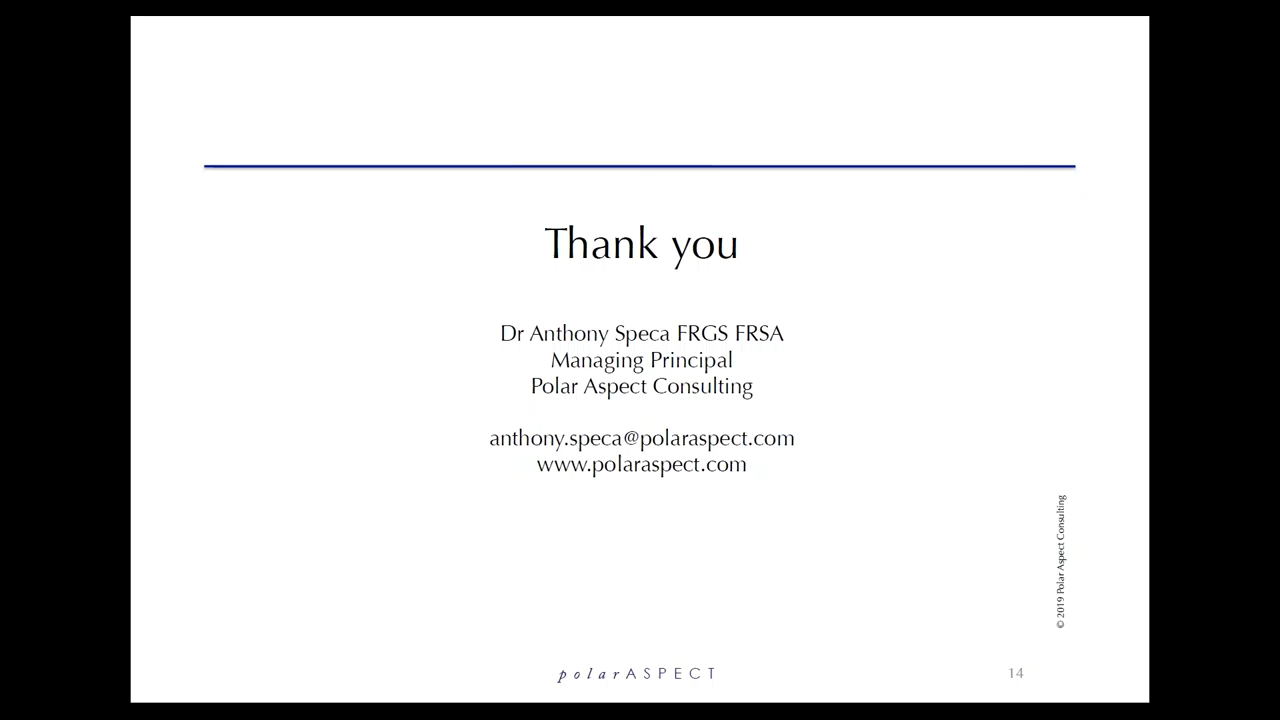 Thank you
Dr Anthony Speca FRGS FRSA
Managing Principal
Polar Aspect Consulting
anthony.speca@polaraspect.com
www.polaraspect.com
© 2019 Polar Aspect Consulting
polarASPECT
14